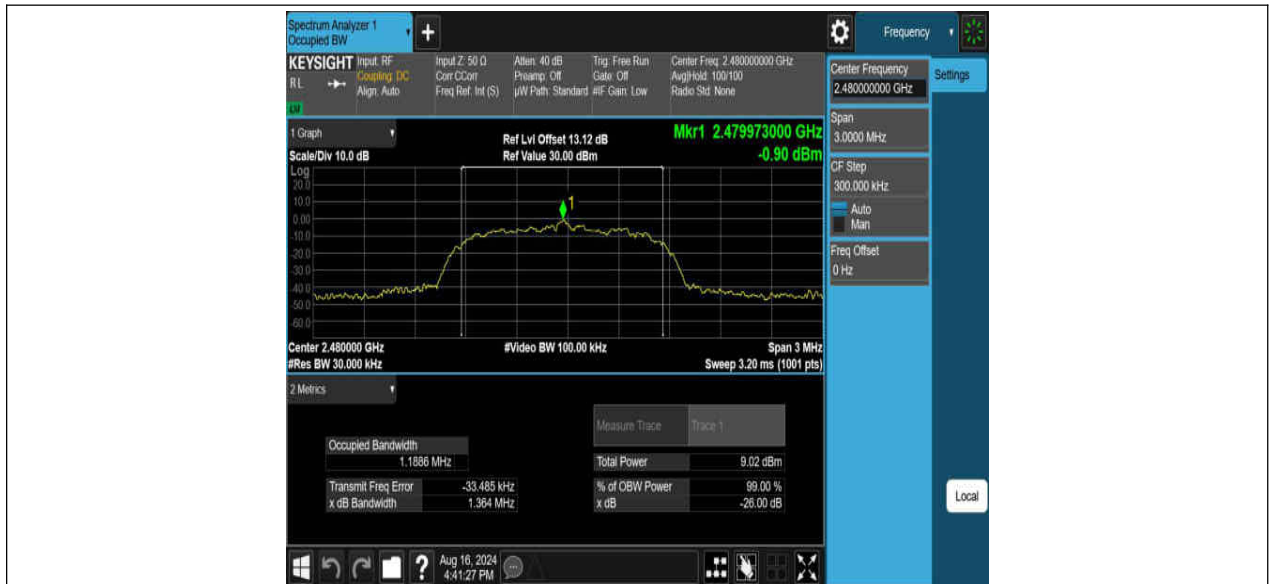 Spectrum Analyzer 1
Occupied BW
+
Frequency
KEYSIGHT
RL
Input: RF
Coupling: DC
Align: Auto
Input Z: 50 Ω
Corr CCorr
Freq Ref: Int (S)
Atten: 40 dB
Preamp: Off
µW Path: Standard
Trig: Free Run
Gate: Off
#IF Gain: Low
Center Freq: 2.480000000 GHz
Avg|Hold: 100/100
Radio Std: None
Center Frequency
2.480000000 GHz
Settings
Span
3.0000 MHz
CF Step
300.000 kHz
Auto
Man
Freq Offset
0 Hz
1 Graph
Scale/Div 10.0 dB
Ref Lvl Offset 13.12 dB
Ref Value 30.00 dBm
Mkr1 2.479973000 GHz
-0.90 dBm
Log
20.0
10.0
0.00
-10.0
-20.0
-30.0
-40.0
-50.0
-60.0
1
Center 2.480000 GHz
#Video BW 100.00 kHz
Span 3 MHz
#Res BW 30.000 kHz
Sweep 3.20 ms (1001 pts)
2 Metrics
Measure Trace
Trace 1
Occupied Bandwidth
1.1886 MHz
Total Power
9.02 dBm
Transmit Freq Error
-33.485 kHz
% of OBW Power
99.00 %
x dB Bandwidth
1.364 MHz
x dB
-26.00 dB
Local
?
Aug 16, 2024
4:41:27 PM